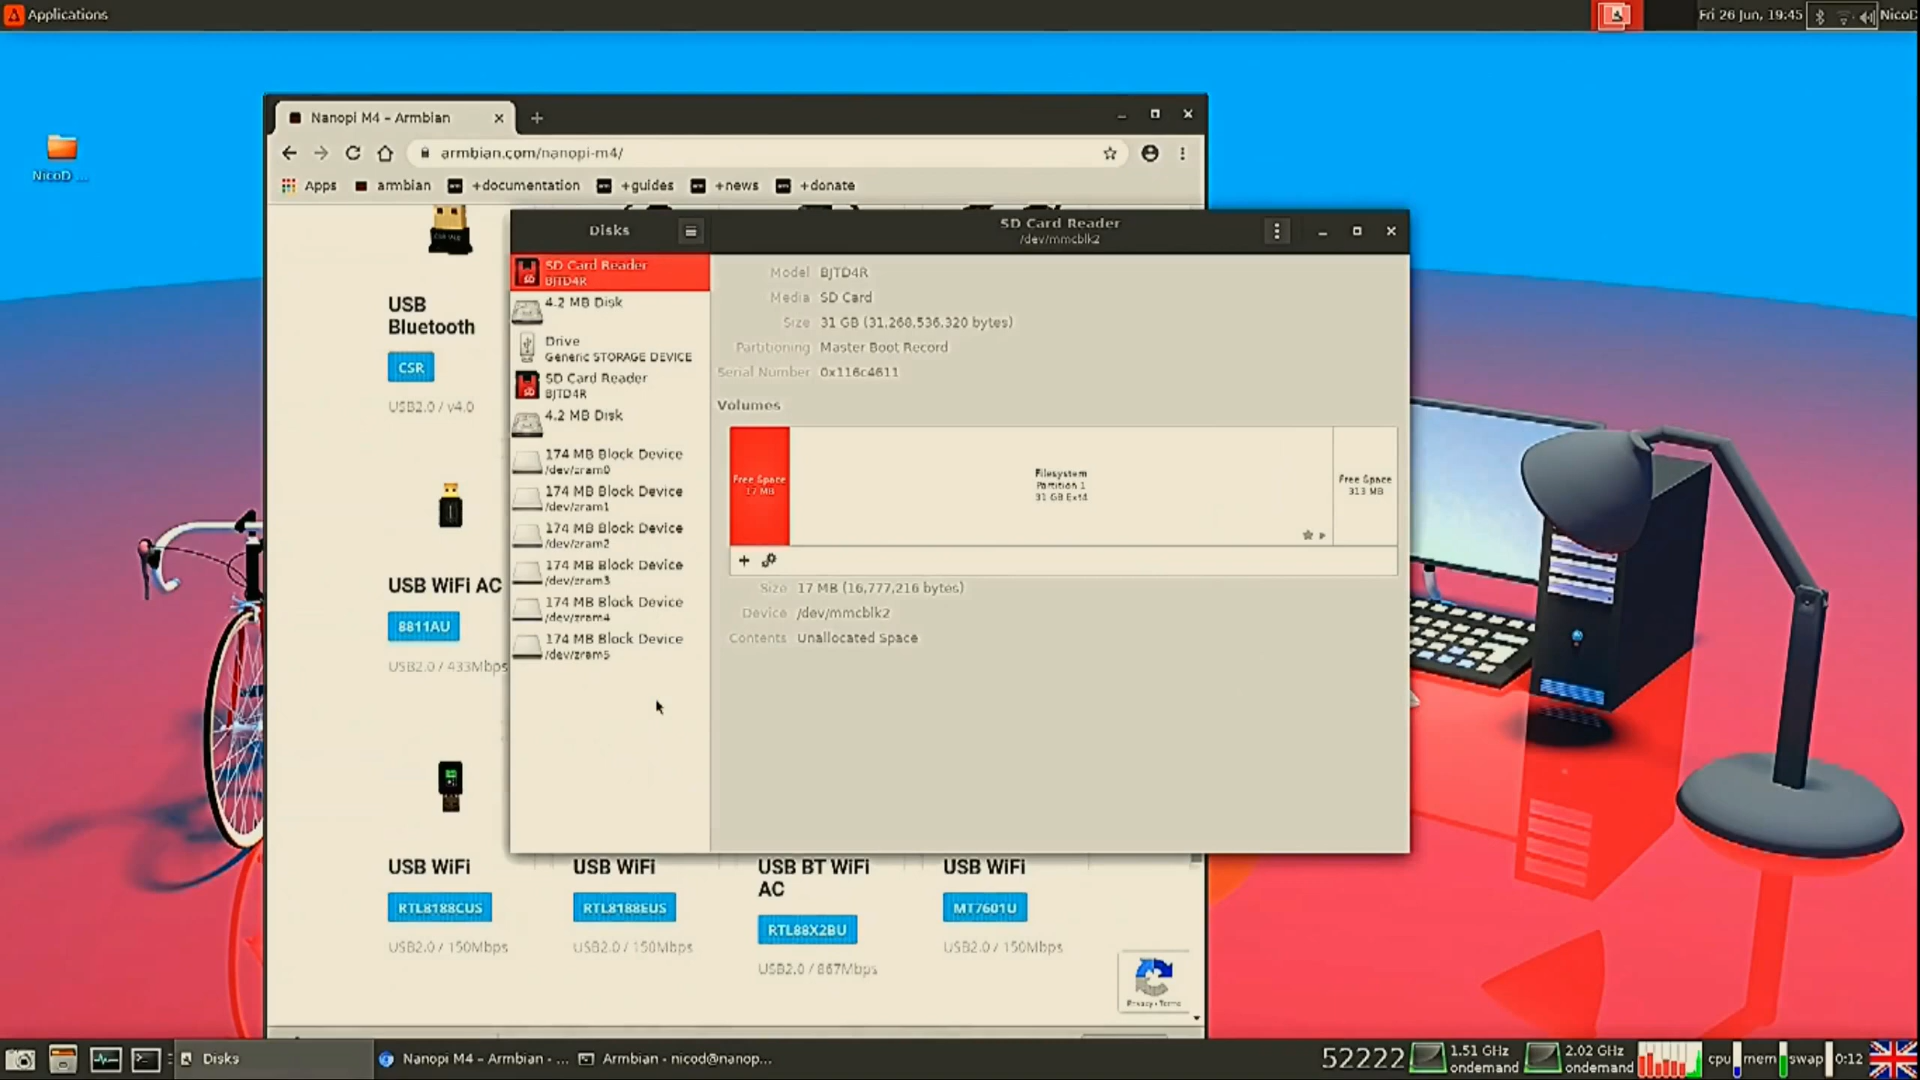 Applications
Fri 26 Jun, 19:45
NicoD
NicoD ...
Nanopi M4 – Armbian
armbian.com/nanopi-m4/
Apps
armbian
+documentation
+guides
+news
+donate
Disks
SD Card Reader
/dev/mmcblk2
SD Card Reader
BJTD4R
4.2 MB Disk
Drive
Generic STORAGE DEVICE
SD Card Reader
BJTD4R
4.2 MB Disk
174 MB Block Device
/dev/zram0
174 MB Block Device
/dev/zram1
174 MB Block Device
/dev/zram2
174 MB Block Device
/dev/zram3
174 MB Block Device
/dev/zram4
174 MB Block Device
/dev/zram5
Model BJTD4R
Media SD Card
Size 31 GB (31,268,536,320 bytes)
Partitioning Master Boot Record
Serial Number 0x116c4611
Volumes
Free Space
17 MB
Filesystem
Partition 1
31 GB Ext4
Free Space
313 MB
Size 17 MB (16,777,216 bytes)
Device /dev/mmcblk2
Contents Unallocated Space
USB
Bluetooth
CSR
USB2.0 / v4.0
USB WiFi AC
8811AU
USB2.0 / 433Mbps
USB WiFi
RTL8188CUS
USB2.0 / 150Mbps
USB WiFi
RTL8188EUS
USB2.0 / 150Mbps
USB BT WiFi
AC
RTL88X2BU
USB2.0 / 867Mbps
USB WiFi
MT7601U
USB2.0 / 150Mbps
Privacy - Terms
Disks
Nanopi M4 – Armbian - ...
Armbian - nicod@nanop...
52222
1.51 GHz
ondemand
2.02 GHz
ondemand
cpu
mem
swap
0:12